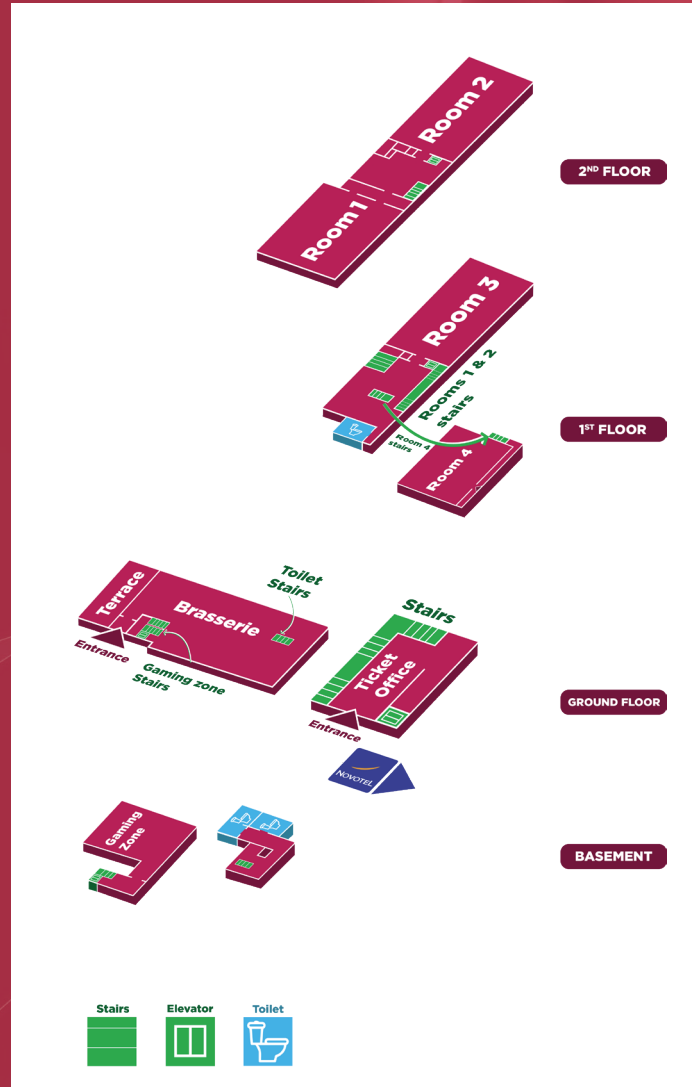 Room 2
2ND FLOOR
Room 1
Room 3
Rooms 1 & 2
stairs
Room 4
stairs
Room 4
1ST FLOOR
Toilet
Stairs
Terrace
Brasserie
Entrance
Gaming zone
Stairs
Stairs
Ticket
Office
Entrance
GROUND FLOOR
NOVOTEL
Gaming
Zone
BASEMENT
Stairs
Elevator
Toilet